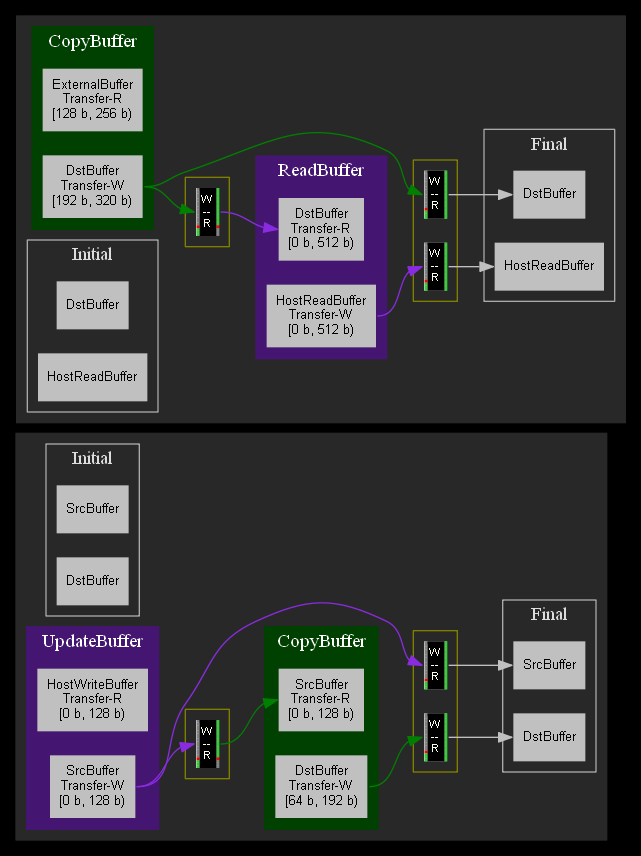 CopyBuffer
ExternalBuffer
Transfer-R
[128 b, 256 b)
DstBuffer
Transfer-W
[192 b, 320 b)
W
--
R
ReadBuffer
DstBuffer
Transfer-R
[0 b, 512 b)
HostReadBuffer
Transfer-W
[0 b, 512 b)
W
--
R
W
--
R
Final
DstBuffer
HostReadBuffer
Initial
DstBuffer
HostReadBuffer
Initial
SrcBuffer
DstBuffer
UpdateBuffer
HostWriteBuffer
Transfer-R
[0 b, 128 b)
SrcBuffer
Transfer-W
[0 b, 128 b)
W
--
R
CopyBuffer
SrcBuffer
Transfer-R
[0 b, 128 b)
DstBuffer
Transfer-W
[64 b, 192 b)
W
--
R
W
--
R
Final
SrcBuffer
DstBuffer